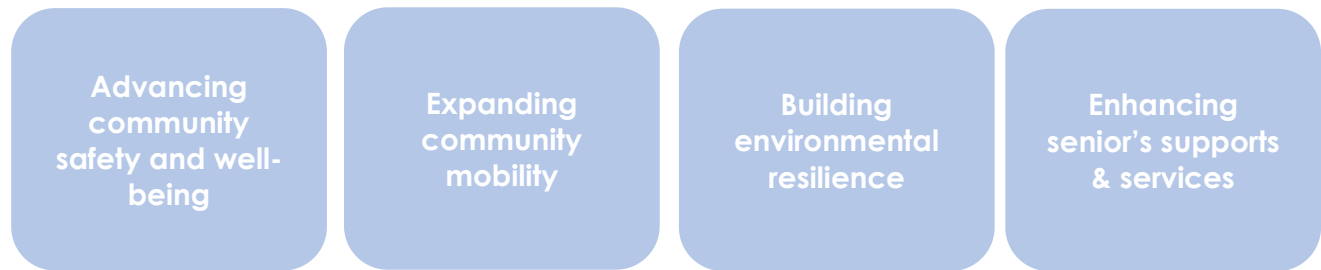 Advancing
community
safety and well-
being
Expanding
community
mobility
Building
environmental
resilience
Enhancing
senior's supports
& services